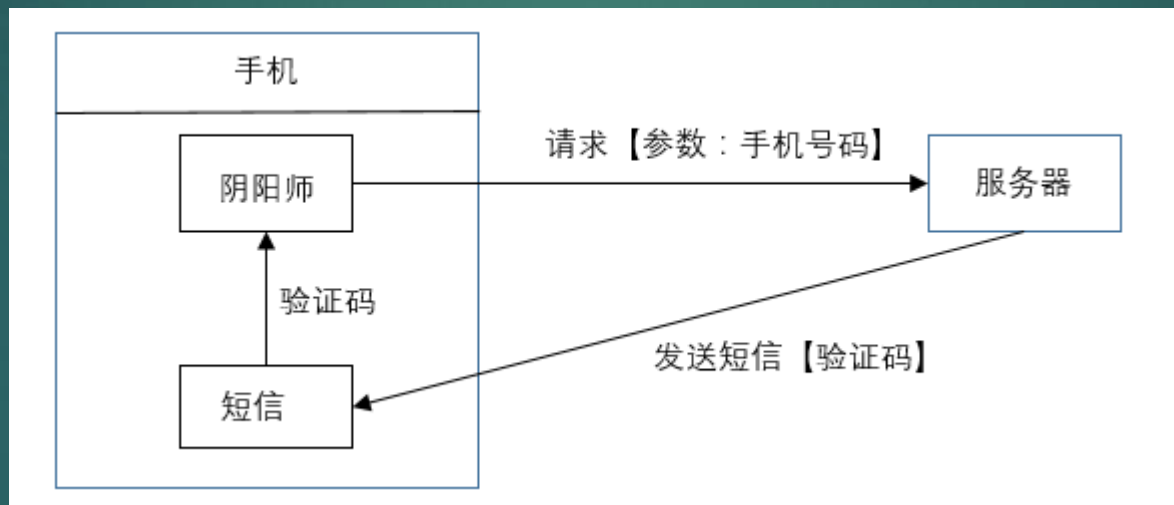 手机
请求【参数：手机号码】
阴阳师
服务器
验证码
发送短信【验证码】
短信